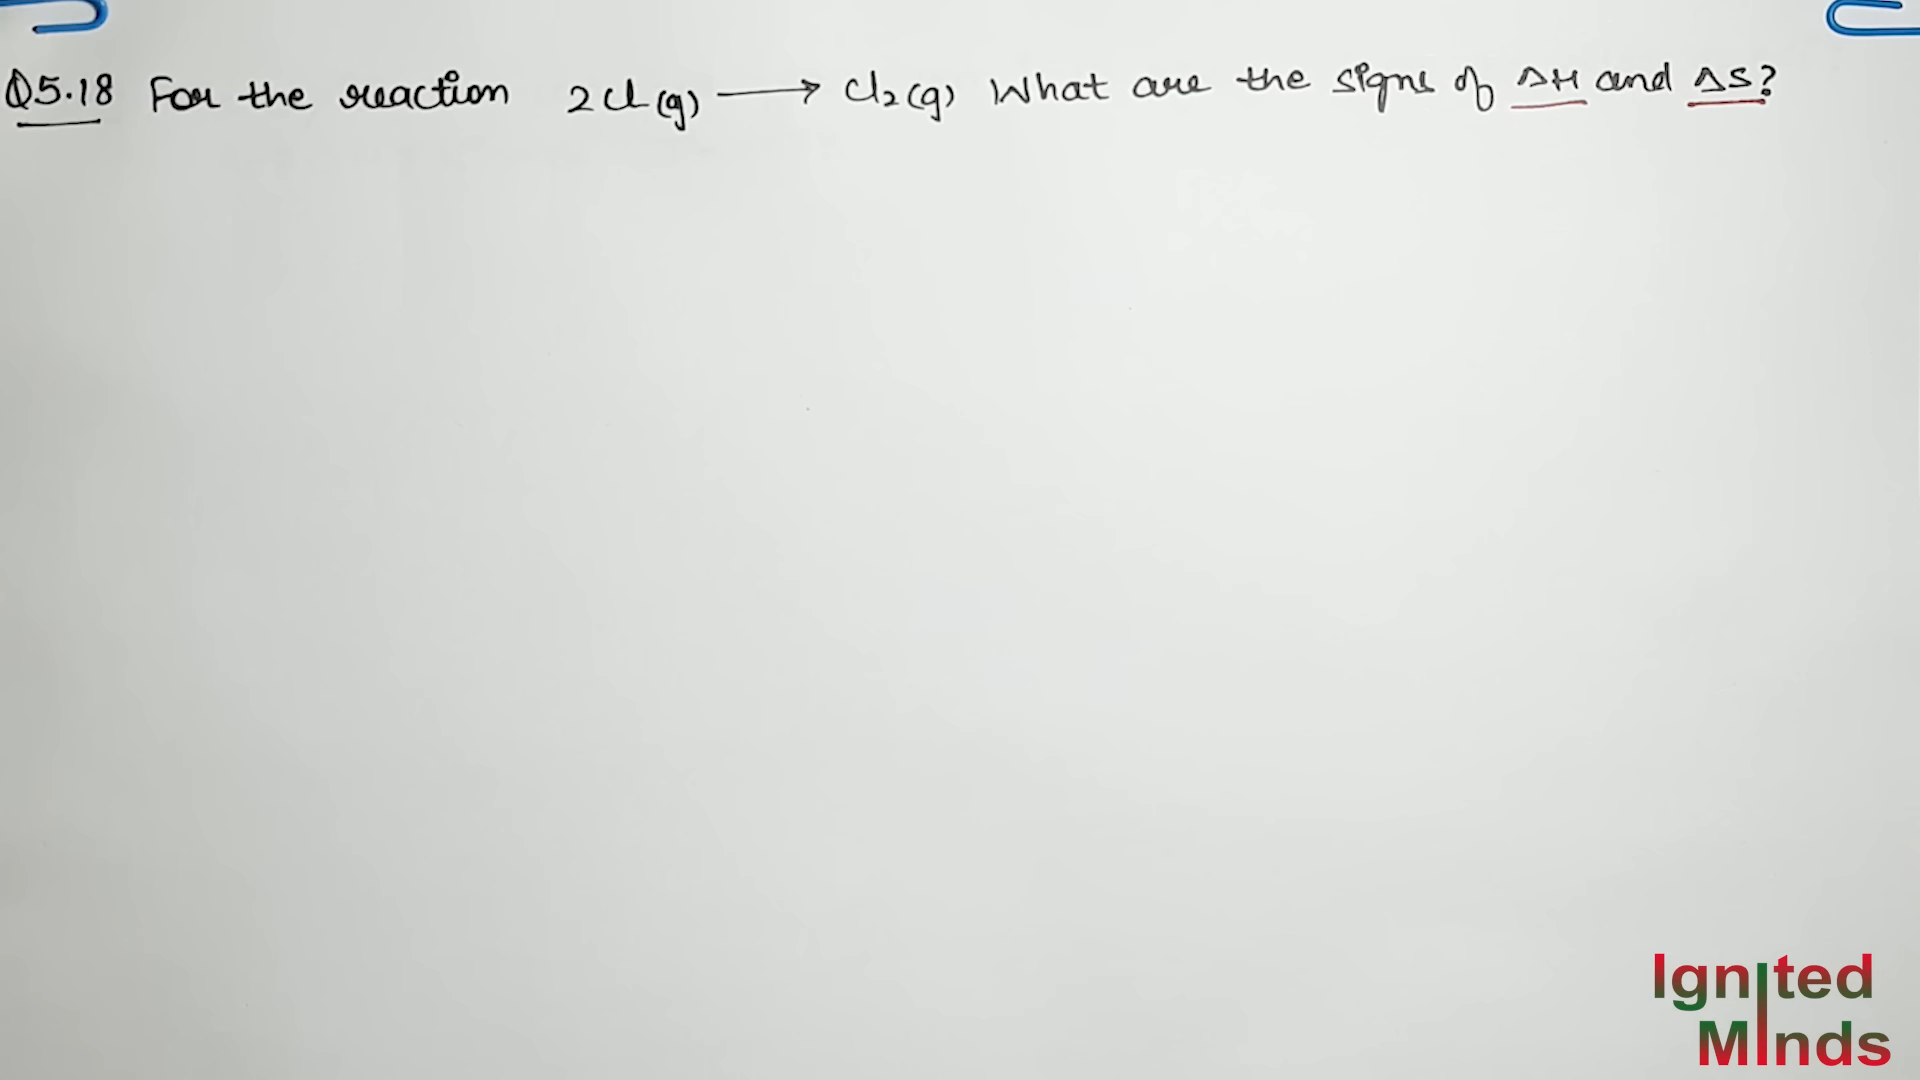 Q5.18 For the reaction 2Cl(g) ⟶ Cl₂(g) What are the signs of ΔH and ΔS?
Ignited
Minds